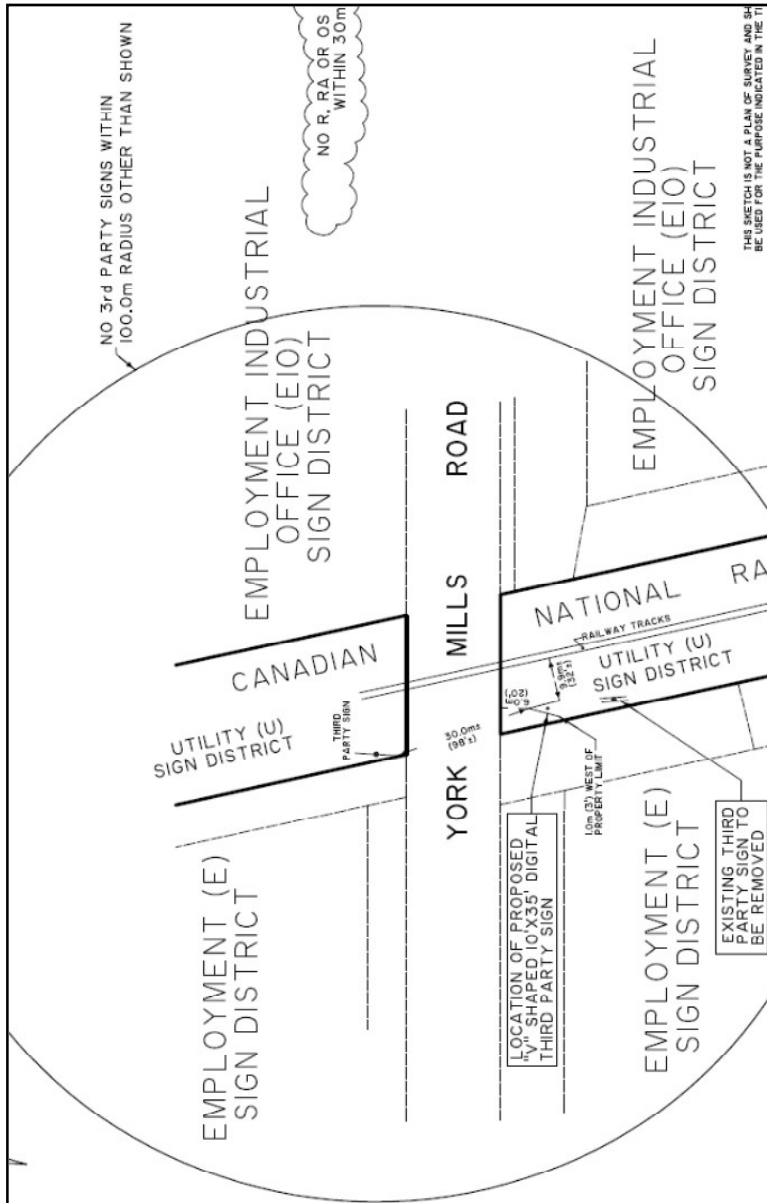 NO 3rd PARTY SIGNS WITHIN
100.0m RADIUS OTHER THAN SHOWN
NO R, RA OR OS
WITHIN 30m
EMPLOYMENT INDUSTRIAL
OFFICE (EIO)
SIGN DISTRICT
EMPLOYMENT INDUSTRIAL
OFFICE (EIO)
SIGN DISTRICT
THIS SKETCH IS NOT A PLAN OF SURVEY AND SH
BE USED FOR THE PURPOSE INDICATED IN THE TI
CANADIAN
NATIONAL RA
RAILWAY TRACKS
UTILITY (U)
SIGN DISTRICT
THIRD
PARTY SIGN
UTILITY (U)
SIGN DISTRICT
YORK MILLS ROAD
30.0m±
(98'±)
9.9m±
(32'±)
6.0m
(20')
1.0m (3') WEST OF
PROPERTY LIMIT
EMPLOYMENT (E)
SIGN DISTRICT
LOCATION OF PROPOSED
"V" SHAPED 10'X35' DIGITAL
THIRD PARTY SIGN
EMPLOYMENT (E)
SIGN DISTRICT
EXISTING THIRD
PARTY SIGN TO
BE REMOVED